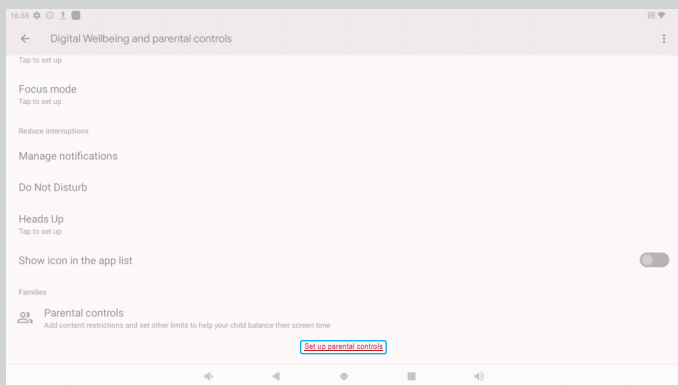 16:55
Digital Wellbeing and parental controls
Tap to set up
Focus mode
Tap to set up
Reduce interruptions
Manage notifications
Do Not Disturb
Heads Up
Tap to set up
Show icon in the app list
Families
Parental controls
Add content restrictions and set other limits to help your child balance their screen time
Set up parental controls